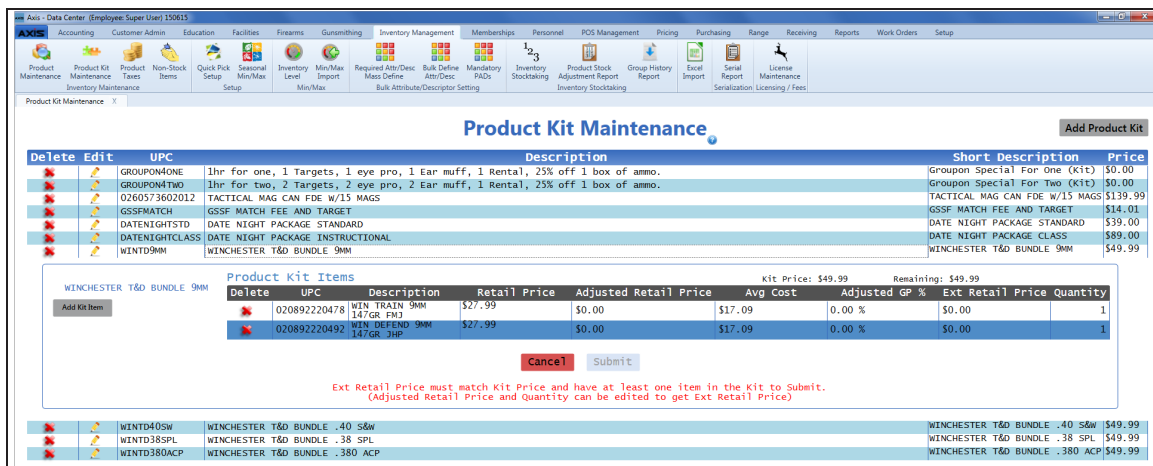 Axis - Data Center (Employee: Super User) 150615
AXIS Accounting Customer Admin Education Facilities Firearms Gunsmithing Inventory Management Memberships Personnel POS Management Pricing Purchasing Range Receiving Reports Work Orders Setup
1 2 3
Product Maintenance Product Kit Maintenance Product Taxes Non-Stock Items Quick Pick Setup Seasonal Min/Max Inventory Level Min/Max Import Required Attr/Desc Mass Define Bulk Define Attr/Desc Mandatory PADs Inventory Stocktaking Product Stock Adjustment Report Group History Report Excel Import Serial Report License Maintenance
Inventory Maintenance Setup Min/Max Bulk Attribute/Descriptor Setting Inventory Stocktaking Serialization Licensing / Fees
Product Kit Maintenance X
Product Kit Maintenance ?
Add Product Kit
Delete Edit UPC Description Short Description Price
GROUPON4ONE 1hr for one, 1 Targets, 1 eye pro, 1 Ear muff, 1 Rental, 25% off 1 box of ammo. Groupon Special For One (Kit) $0.00
GROUPON4TWO 1hr for two, 2 Targets, 2 eye pro, 2 Ear muff, 1 Rental, 25% off 1 box of ammo. Groupon Special For Two (Kit) $0.00
0260573602012 TACTICAL MAG CAN FDE W/15 MAGS TACTICAL MAG CAN FDE W/15 MAGS $139.99
GSSFMATCH GSSF MATCH FEE AND TARGET GSSF MATCH FEE AND TARGET $14.01
DATENIGHTSTD DATE NIGHT PACKAGE STANDARD DATE NIGHT PACKAGE STANDARD $39.00
DATENIGHTCLASS DATE NIGHT PACKAGE INSTRUCTIONAL DATE NIGHT PACKAGE CLASS $89.00
WINTD9MM WINCHESTER T&D BUNDLE 9MM WINCHESTER T&D BUNDLE 9MM $49.99
WINCHESTER T&D BUNDLE 9MM
Add Kit Item
Product Kit Items Kit Price: $49.99 Remaining: $49.99
Delete UPC Description Retail Price Adjusted Retail Price Avg Cost Adjusted GP % Ext Retail Price Quantity
020892220478 WIN TRAIN 9MM 147GR FMJ $27.99 $0.00 $17.09 0.00 % $0.00 1
020892220492 WIN DEFEND 9MM 147GR JHP $27.99 $0.00 $17.09 0.00 % $0.00 1
Cancel Submit
Ext Retail Price must match Kit Price and have at least one item in the Kit to Submit.
(Adjusted Retail Price and Quantity can be edited to get Ext Retail Price)
WINTD40SW WINCHESTER T&D BUNDLE .40 S&W WINCHESTER T&D BUNDLE .40 S&W $49.99
WINTD38SPL WINCHESTER T&D BUNDLE .38 SPL WINCHESTER T&D BUNDLE .38 SPL $49.99
WINTD380ACP WINCHESTER T&D BUNDLE .380 ACP WINCHESTER T&D BUNDLE .380 ACP $49.99